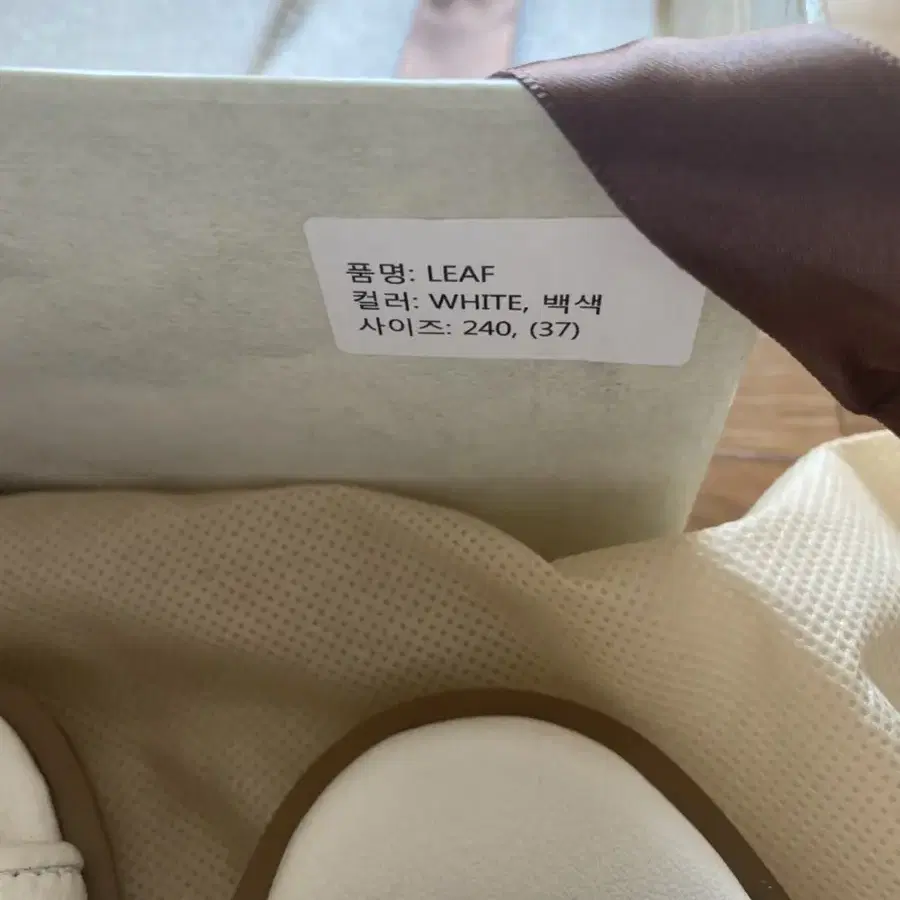 품명: LEAF
컬러: WHITE, 백색
사이즈: 240, (37)